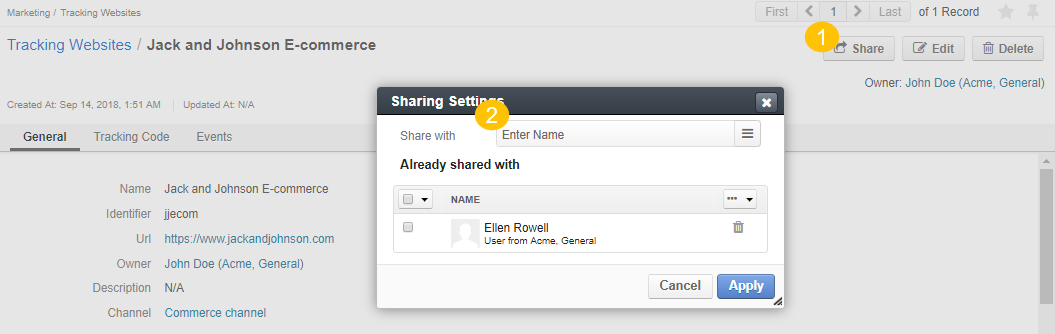 Marketing / Tracking Websites
First 1 Last of 1 Record
Tracking Websites / Jack and Johnson E-commerce
1
Share Edit Delete
Owner: John Doe (Acme, General)
Created At: Sep 14, 2018, 1:51 AM Updated At: N/A
General Tracking Code Events
Name Jack and Johnson E-commerce
Identifier jjecom
Url https://www.jackandjohnson.com
Owner John Doe (Acme, General)
Description N/A
Channel Commerce channel
Sharing Settings
2
Share with Enter Name
Already shared with
NAME
Ellen Rowell
User from Acme, General
Cancel Apply